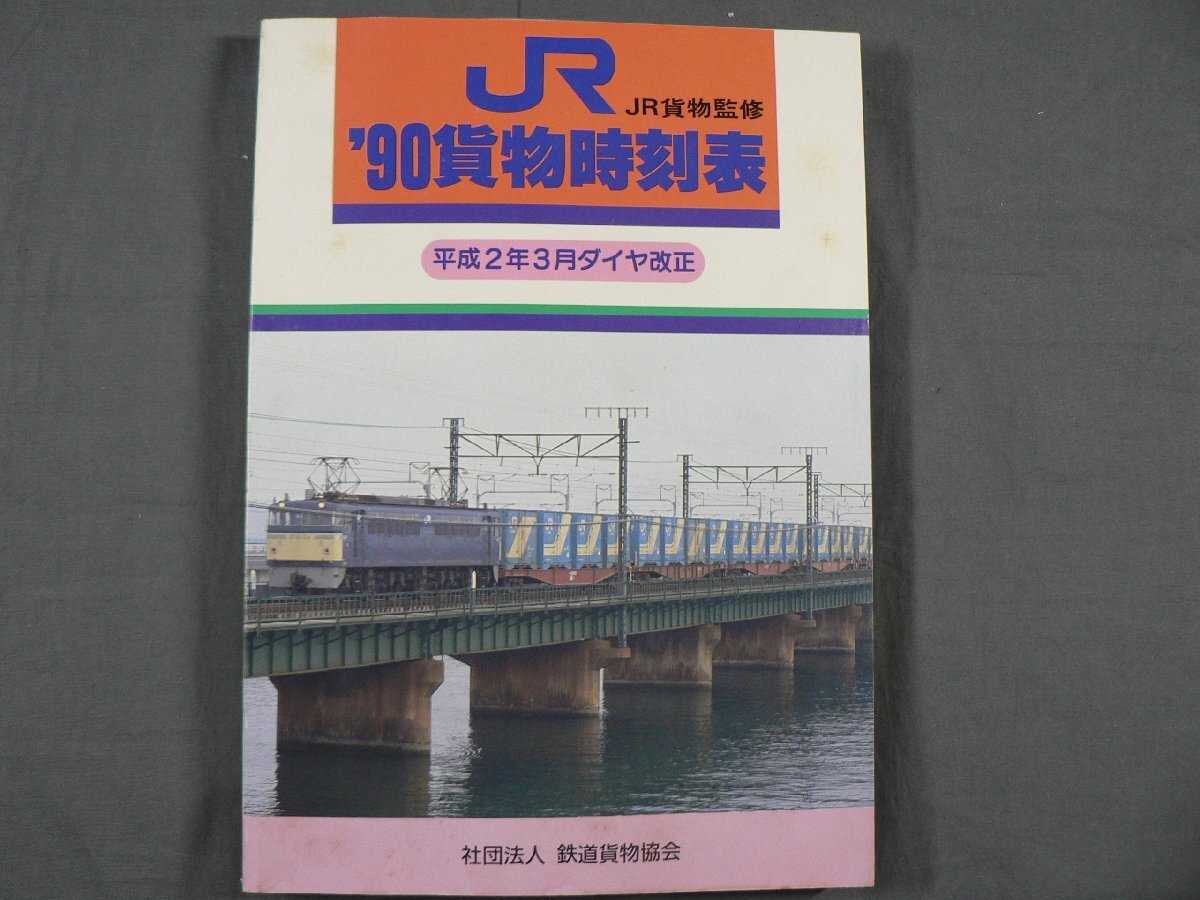 JR
JR貨物監修
'90貨物時刻表
平成2年3月ダイヤ改正
社団法人 鉄道貨物協会